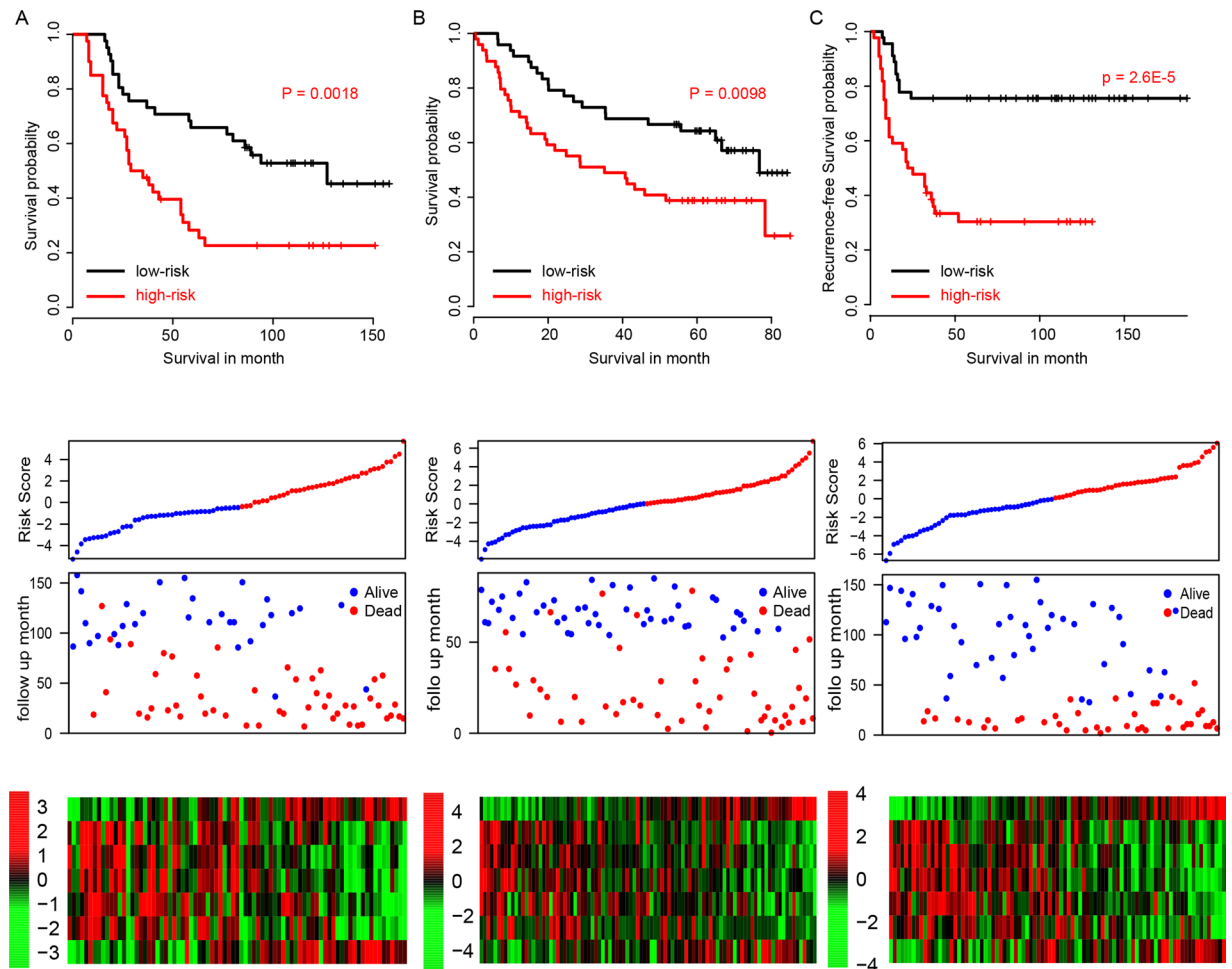 A
Survival probability
1.0
0.8
0.6
0.4
0.2
0.0
P = 0.0018
low-risk
high-risk
0 50 100 150
Survival in month
B
Survival probability
1.0
0.8
0.6
0.4
0.2
0.0
P = 0.0098
low-risk
high-risk
0 20 40 60 80
Survival in month
C
Recurrence-free Survival probability
1.0
0.8
0.6
0.4
0.2
0.0
p = 2.6E-5
low-risk
high-risk
0 50 100 150
Survival in month
Risk Score
4
2
0
−2
−4
Risk Score
6
4
2
0
−2
−4
Risk Score
6
4
2
0
−2
−4
−6
follow up month
150
100
50
0
Alive
Dead
follo up month
50
0
Alive
Dead
follow up month
150
100
50
0
Alive
Dead
3
2
1
0
−1
−2
−3
4
2
0
−2
−4
4
2
0
−2
−4